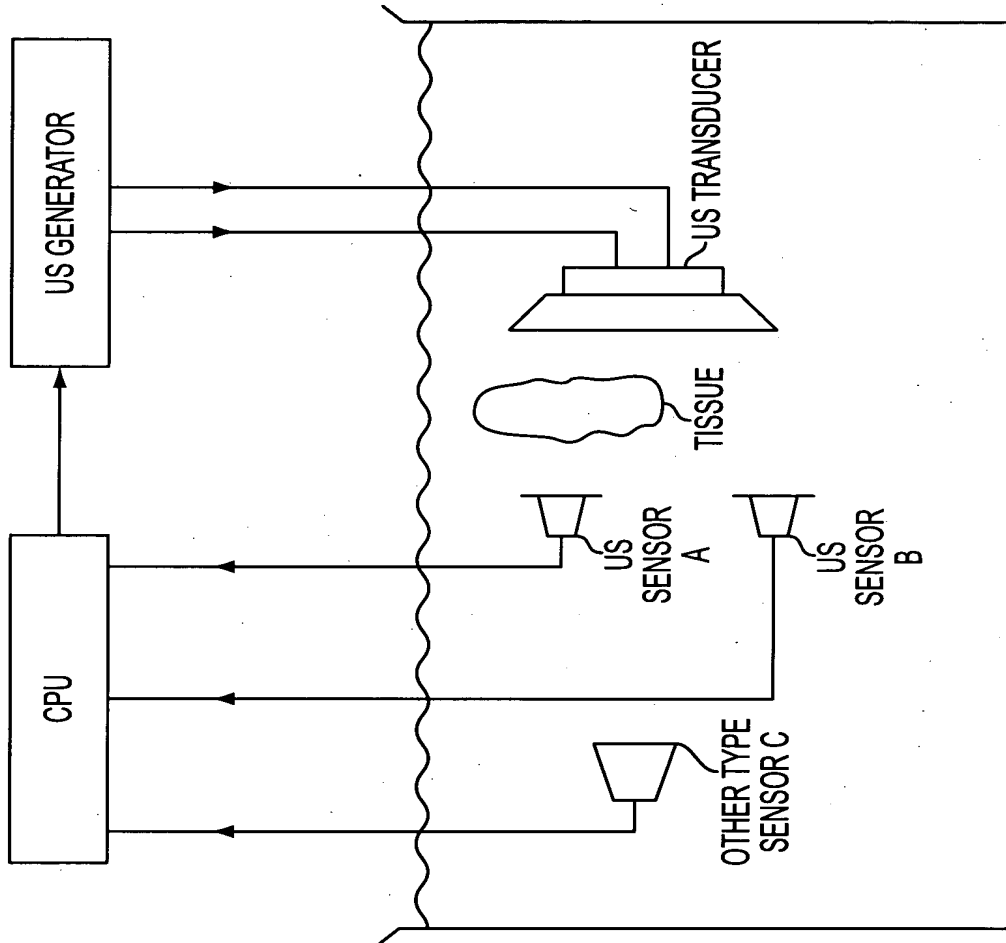 CPU
US GENERATOR
US
SENSOR
A
US
SENSOR
B
OTHER TYPE
SENSOR C
TISSUE
US TRANSDUCER